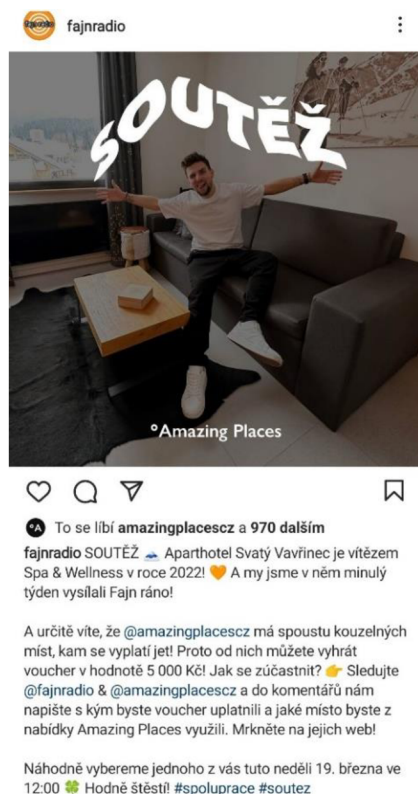 fajnradio
SOUTĚŽ
°Amazing Places
°A To se líbí amazingplacescz a 970 dalším
fajnradio SOUTĚŽ 🗻 Aparthotel Svatý Vavřinec je vítězem
Spa & Wellness v roce 2022! 🧡 A my jsme v něm minulý
týden vysílali Fajn ráno!
A určitě víte, že @amazingplacescz má spoustu kouzelných
míst, kam se vyplatí jet! Proto od nich můžete vyhrát
voucher v hodnotě 5 000 Kč! Jak se zúčastnit? 👉 Sledujte
@fajnradio & @amazingplacescz a do komentářů nám
napište s kým byste voucher uplatnili a jaké místo byste z
nabídky Amazing Places využili. Mrkněte na jejich web!
Náhodně vybereme jednoho z vás tuto neděli 19. března ve
12:00 🍀 Hodně štěstí! #spoluprace #soutez